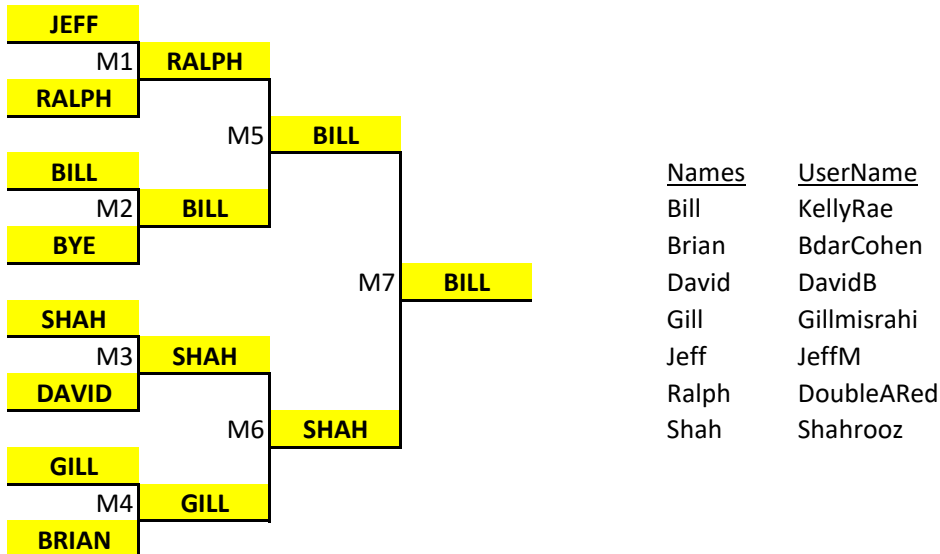 JEFF
M1 RALPH
RALPH
M5 BILL
BILL Names UserName
M2 BILL Bill KellyRae
BYE Brian BdarCohen
M7 BILL David DavidB
SHAH Gill Gillmisrahi
M3 SHAH Jeff JeffM
DAVID Ralph DoubleARed
M6 SHAH Shah Shahrooz
GILL
M4 GILL
BRIAN